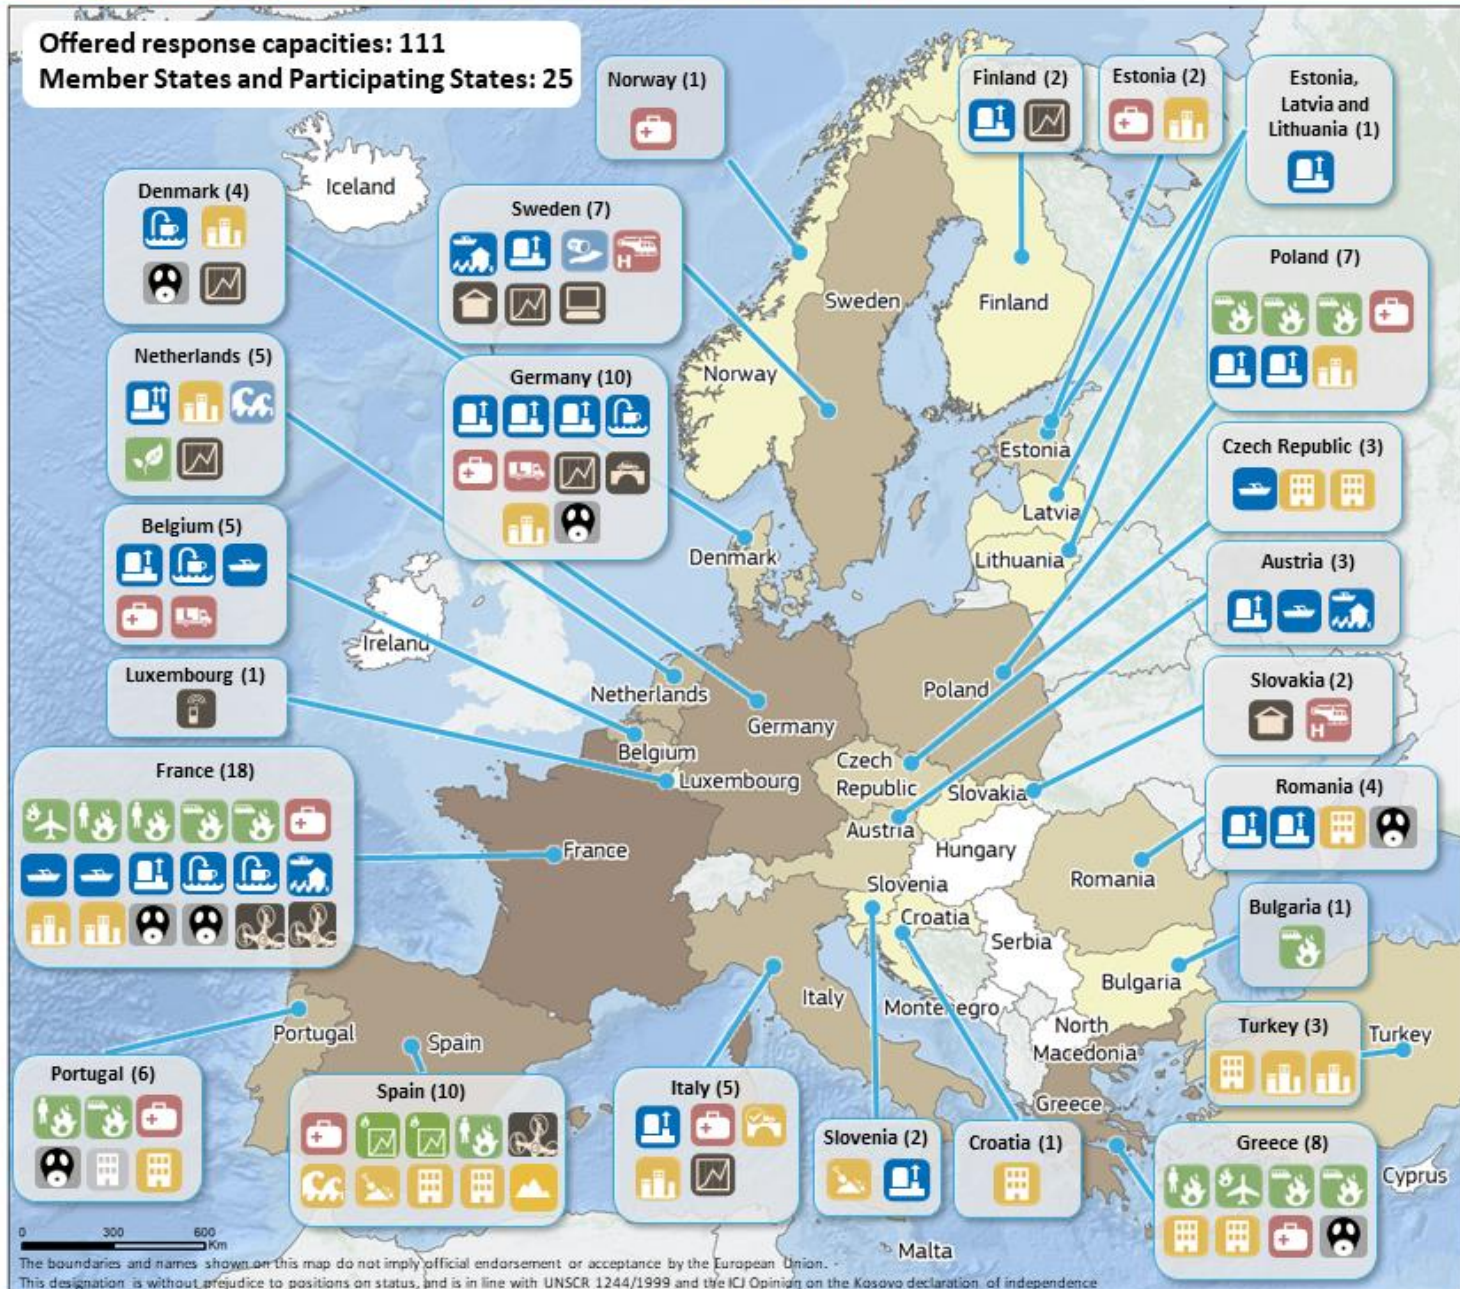 Offered response capacities: 111
Member States and Participating States: 25
Norway (1)
Finland (2)
Estonia (2)
Estonia,
Latvia and
Lithuania (1)
Denmark (4)
Iceland
Sweden (7)
H
Poland (7)
Sweden
Finland
Netherlands (5)
Germany (10)
Norway
Estonia
Czech Republic (3)
Latvia
Belgium (5)
Denmark
Lithuania
Austria (3)
Ireland
Luxembourg (1)
Netherlands
Poland
Slovakia (2)
H
Germany
Belgium
France (18)
Luxembourg
Czech
Republic
Slovakia
Romania (4)
Austria
France
Hungary
Slovenia
Romania
Croatia
Bulgaria (1)
Serbia
Italy
Montenegro
Bulgaria
Portugal
Spain
North
Macedonia
Turkey (3)
Turkey
Portugal (6)
Spain (10)
Italy (5)
Greece
Slovenia (2)
Croatia (1)
Greece (8)
Cyprus
0 300 600
Km
Malta
The boundaries and names shown on this map do not imply official endorsement or acceptance by the European Union. -
This designation is without prejudice to positions on status, and is in line with UNSCR 1244/1999 and the ICJ Opinion on the Kosovo declaration of independence